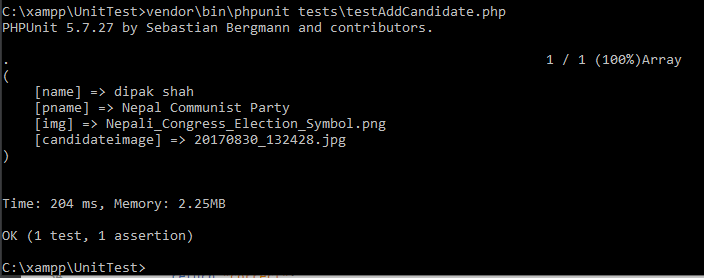 C:\xampp\UnitTest>vendor\bin\phpunit tests\testAddCandidate.php
PHPUnit 5.7.27 by Sebastian Bergmann and contributors.
. 1 / 1 (100%)Array
(
[name] => dipak shah
[pname] => Nepal Communist Party
[img] => Nepali_Congress_Election_Symbol.png
[candidateimage] => 20170830_132428.jpg
)
Time: 204 ms, Memory: 2.25MB
OK (1 test, 1 assertion)
C:\xampp\UnitTest>